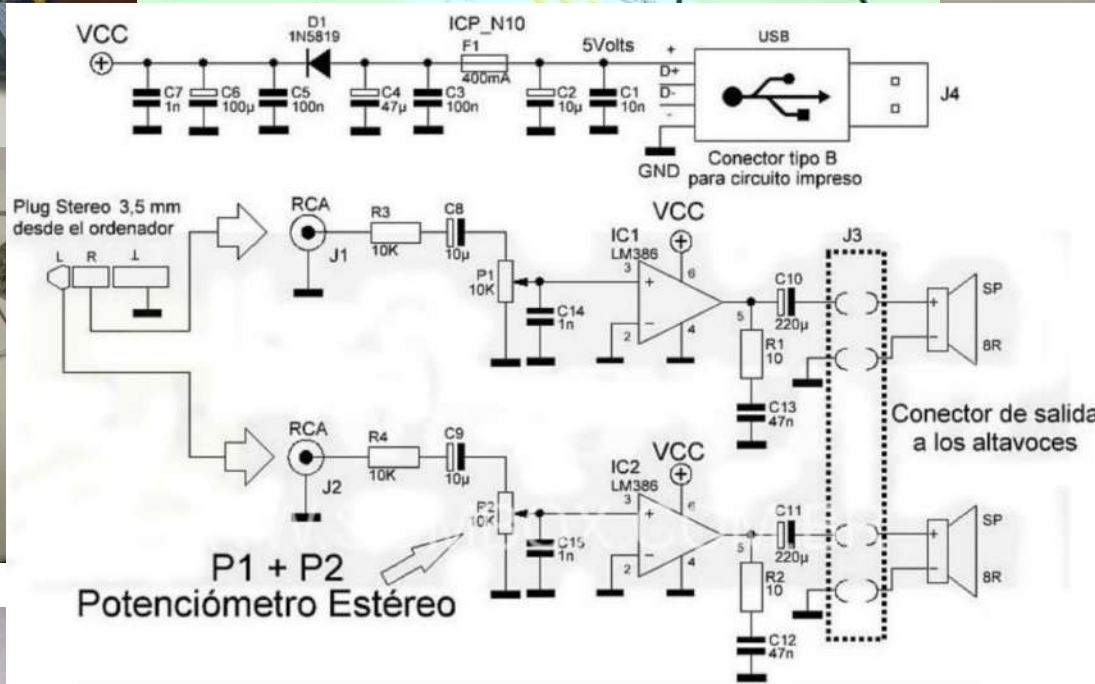 VCC
D1
1N5819
ICP_N10
F1
400mA
5Volts
+
D+
D-
-
USB
J4
C7
1n
C6
100µ
C5
100n
C4
47µ
C3
100n
C2
10µ
C1
10n
GND
Conector tipo B
para circuito impreso
Plug Stereo 3,5 mm
desde el ordenador
L R ⊥
RCA
J1
R3
10K
C8
10µ
P1
10K
C14
1n
IC1
LM386
VCC
3
+
6
2
-
4
5
C10
220µ
R1
10
C13
47n
J3
+
-
SP
8R
Conector de salida
a los altavoces
RCA
J2
R4
10K
C9
10µ
P2
10K
C15
1n
IC2
LM386
VCC
3
+
6
2
-
4
5
C11
220µ
R2
10
C12
47n
+
-
SP
8R
P1 + P2
Potenciómetro Estéreo